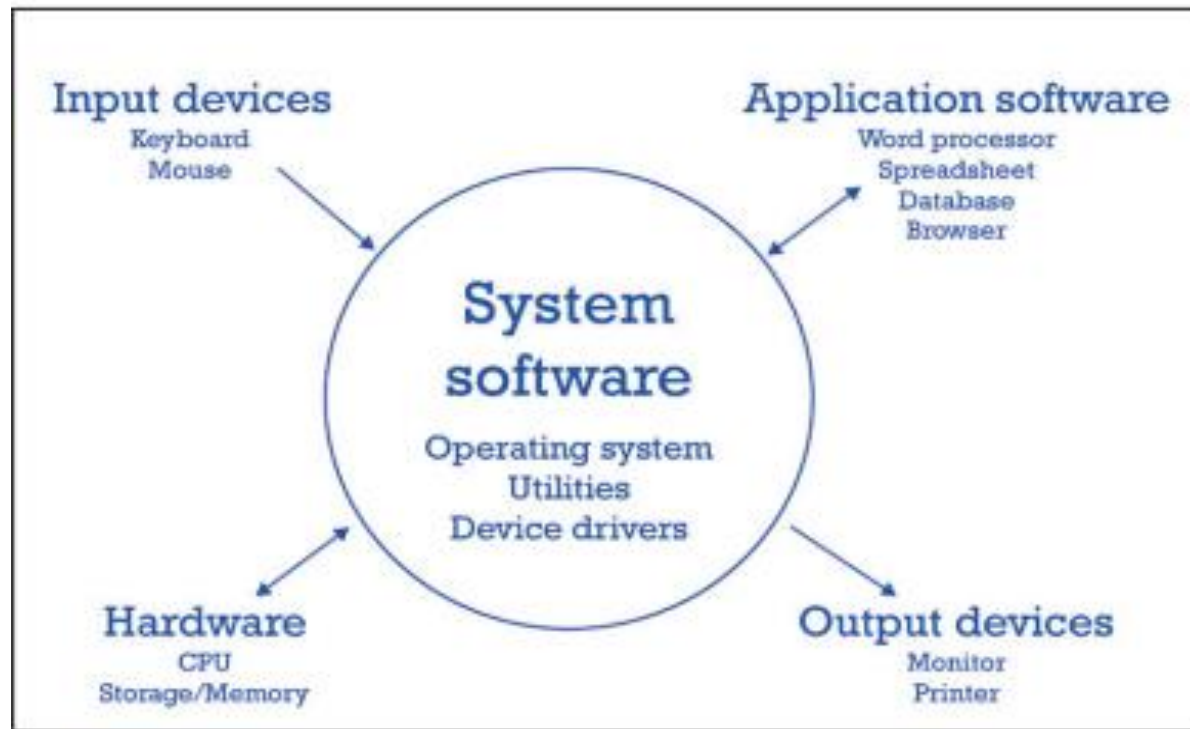 Input devices
Keyboard
Mouse
Application software
Word processor
Spreadsheet
Database
Browser
System
software
Operating system
Utilities
Device drivers
Hardware
CPU
Storage/Memory
Output devices
Monitor
Printer